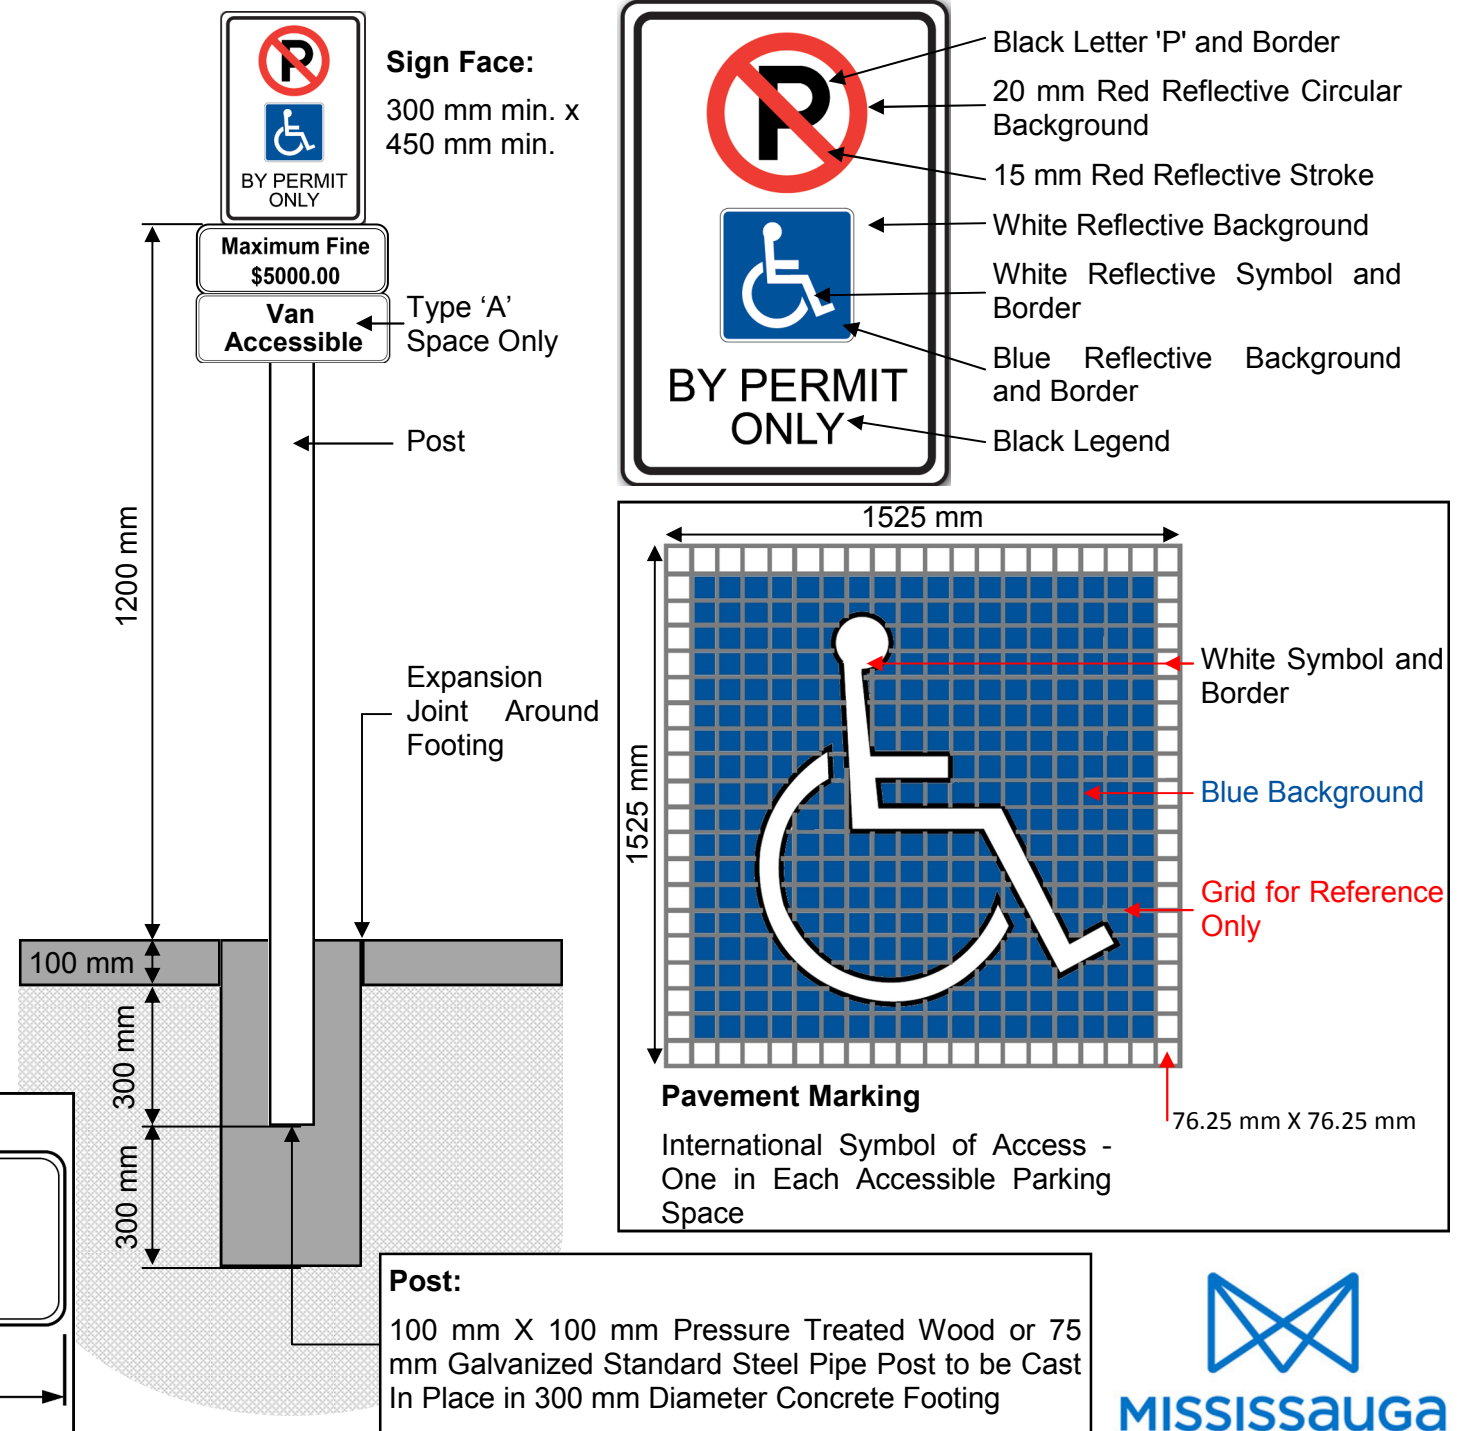 P
BY PERMIT
ONLY
Maximum Fine
$5000.00
Van
Accessible
Sign Face:
300 mm min. x
450 mm min.
Type ‘A’
Space Only
Post
1200 mm
Expansion
Joint Around
Footing
100 mm
300 mm
300 mm
P
BY PERMIT
ONLY
Black Letter 'P' and Border
20 mm Red Reflective Circular
Background
15 mm Red Reflective Stroke
White Reflective Background
White Reflective Symbol and
Border
Blue Reflective Background
and Border
Black Legend
1525 mm
1525 mm
White Symbol and
Border
Blue Background
Grid for Reference
Only
76.25 mm X 76.25 mm
Pavement Marking
International Symbol of Access -
One in Each Accessible Parking
Space
Post:
100 mm X 100 mm Pressure Treated Wood or 75
mm Galvanized Standard Steel Pipe Post to be Cast
In Place in 300 mm Diameter Concrete Footing
MISSISSauGa